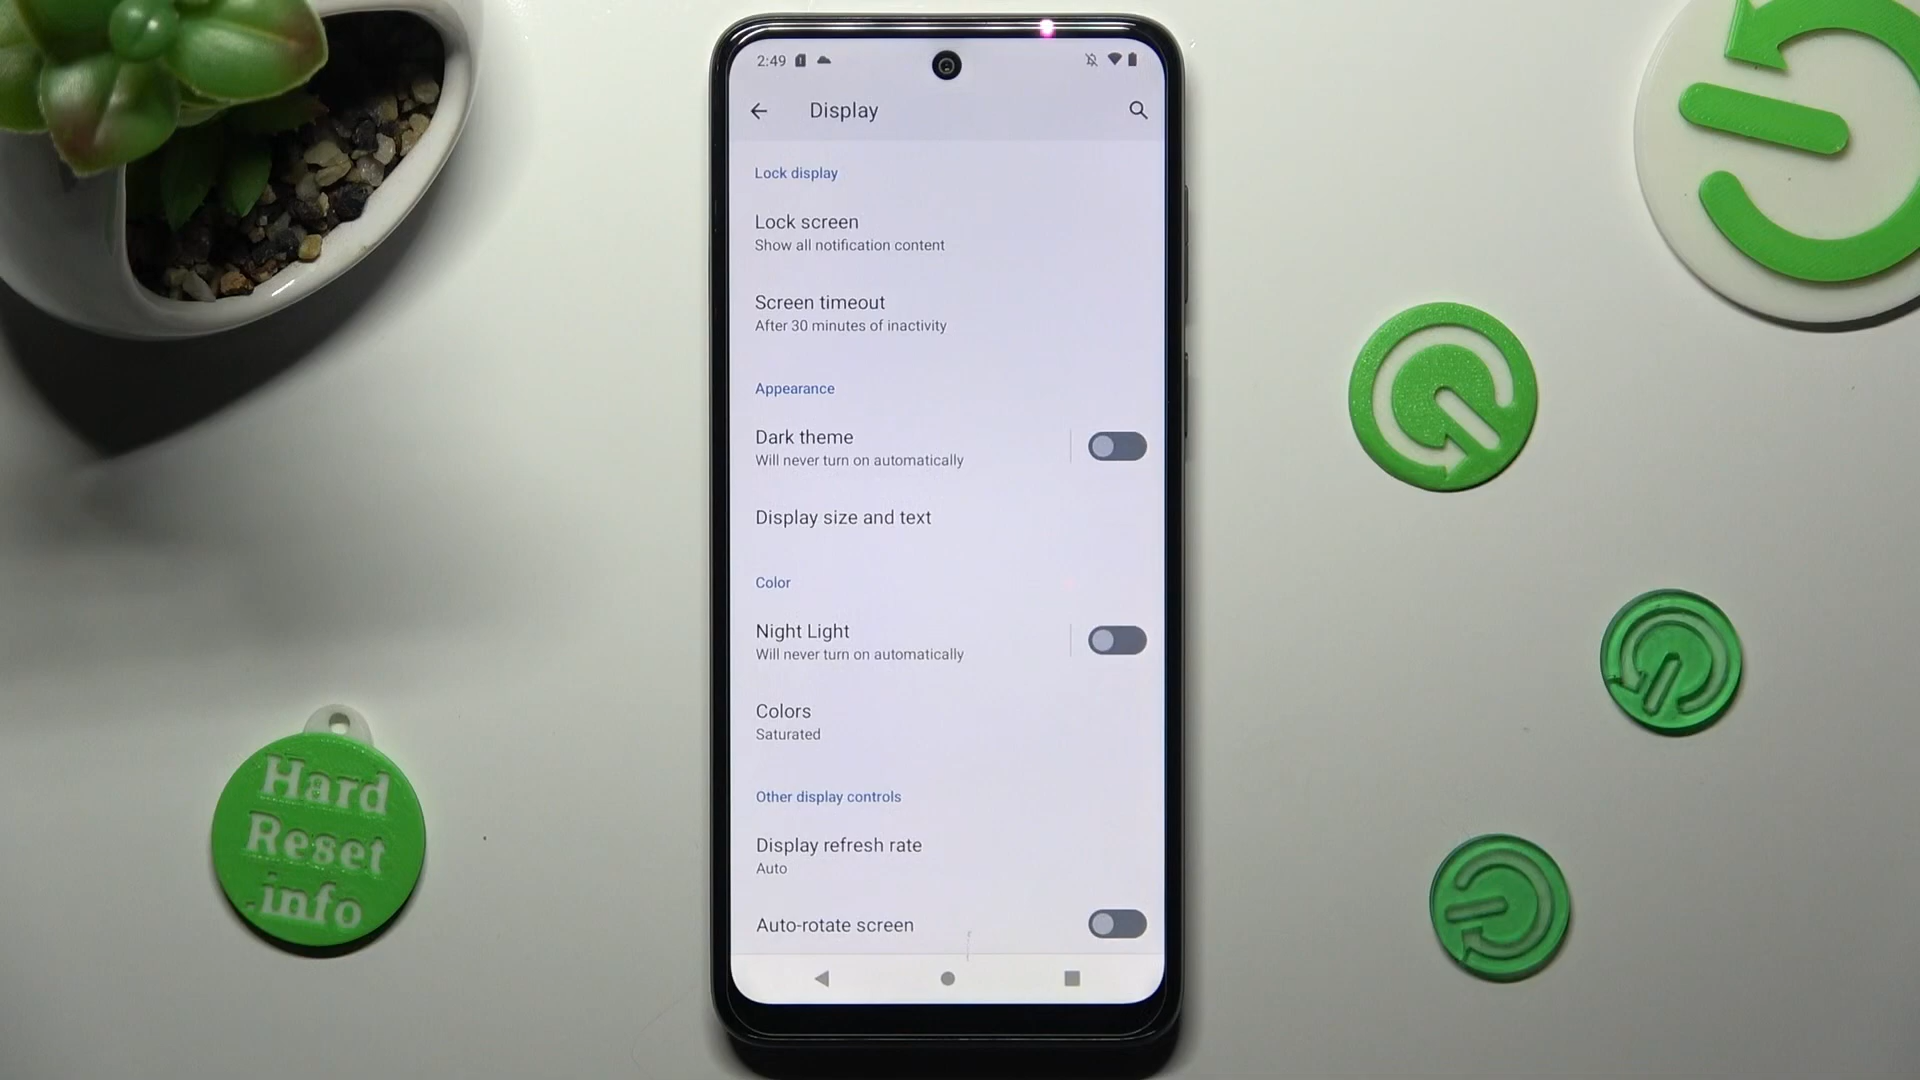 2:49
Display
Lock display
Lock screen
Show all notification content
Screen timeout
After 30 minutes of inactivity
Appearance
Dark theme
Will never turn on automatically
Display size and text
Color
Night Light
Will never turn on automatically
Colors
Saturated
Other display controls
Display refresh rate
Auto
Auto-rotate screen
Hard
Reset
.info